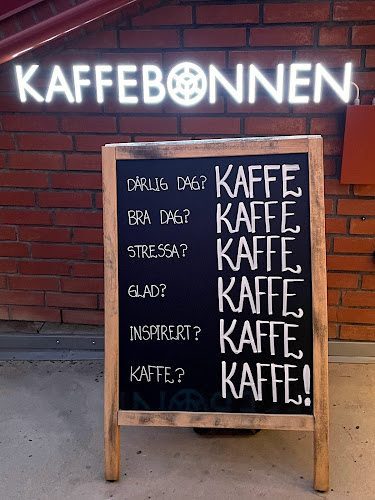 KAFFEBONNEN
DÅRLIG DAG? KAFFE
BRA DAG? KAFFE
STRESSA? KAFFE
GLAD? KAFFE
INSPIRERT? KAFFE
KAFFE? KAFFE!